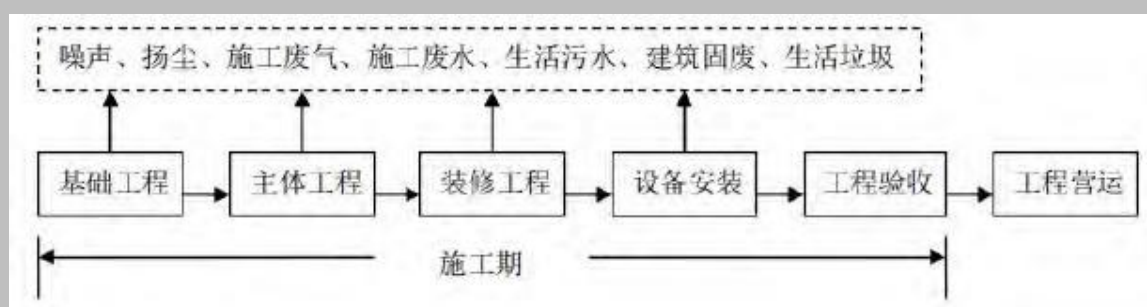 噪声、扬尘、施工废气、施工废水、生活污水、建筑固废、生活垃圾
基础工程 主体工程 装修工程 设备安装 工程验收 工程营运
施工期